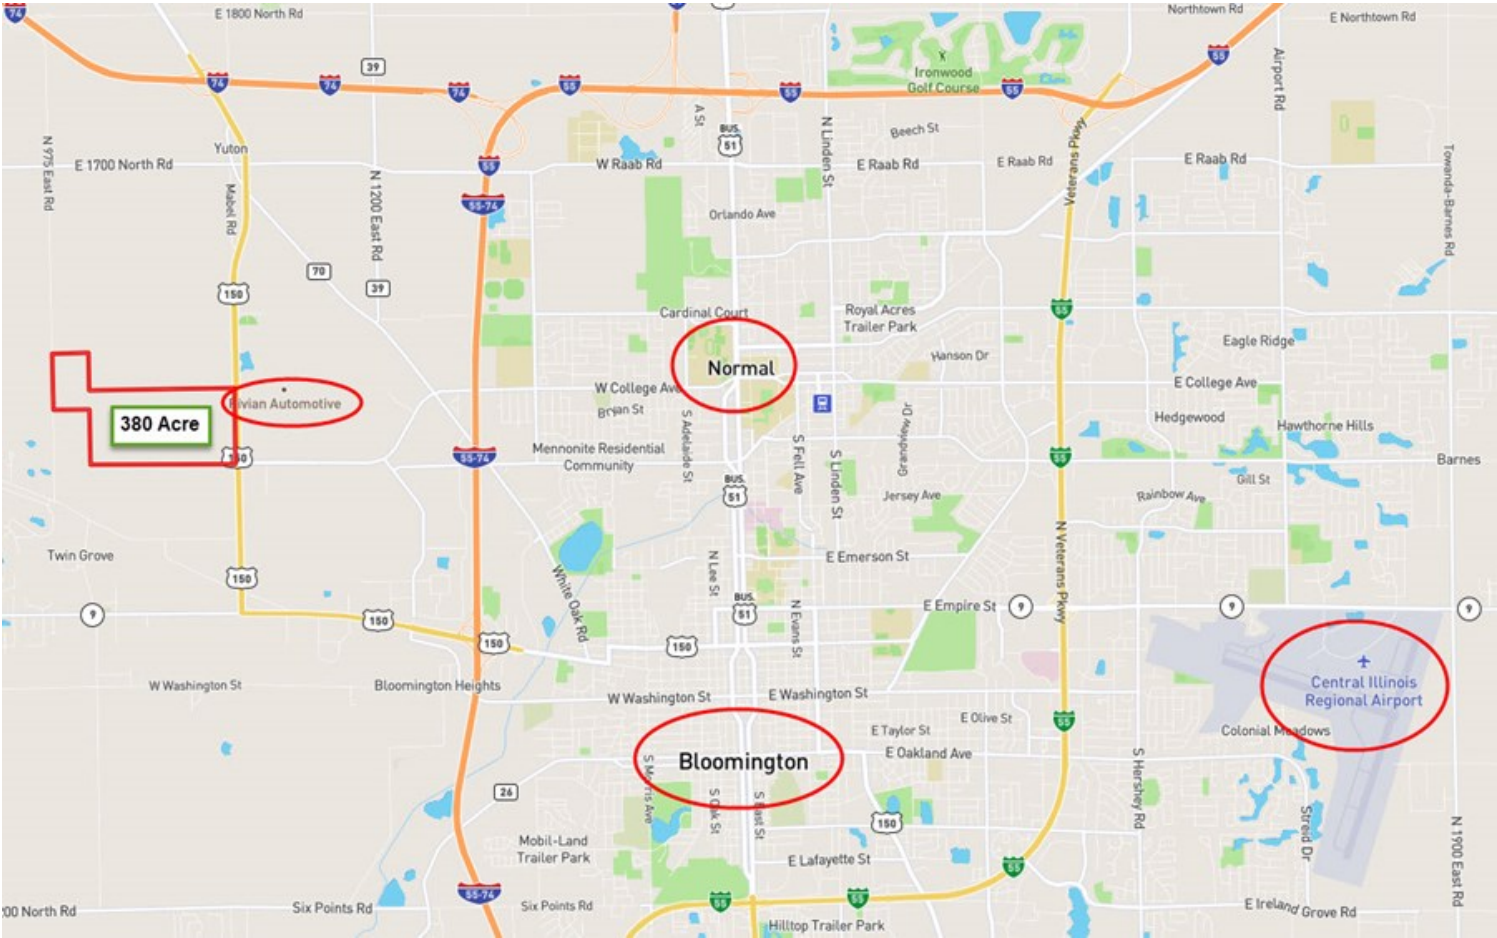 74
E 1800 North Rd
Northtown Rd
E Northtown Rd
39
74
74
74
55
55
55
55
Ironwood
Golf Course
Airport Rd
A St
BUS.
51
N Linden St
Beech St
Veterans Pkwy
N 975 East Rd
E 1700 North Rd
Yuton
55
W Raab Rd
E Raab Rd
E Raab Rd
E Raab Rd
Towanda-Barnes Rd
Mabel Rd
N 1200 East Rd
55-74
Orlando Ave
70
39
150
Cardinal Court
Royal Acres
Trailer Park
55
Eagle Ridge
Normal
Hanson Dr
W College Ave
E College Ave
Rivian Automotive
380 Acre
Bryan St
S Adelaide St
Grandview Dr
Hedgewood
Hawthorne Hills
150
55-74
Mennonite Residential
Community
S Fell Ave
S Linden St
55
Barnes
BUS.
51
Jersey Ave
Gill St
Rainbow Ave
Twin Grove
150
White Oak Rd
N Lee St
E Emerson St
N Veterans Pkwy
9
150
150
150
BUS.
51
N Evans St
E Empire St
9
9
9
W Washington St
Bloomington Heights
W Washington St
E Washington St
Central Illinois
Regional Airport
E Taylor St
E Olive St
55
Colonial Meadows
Bloomington
E Oakland Ave
S Morris Ave
S Oak St
S East St
S Hershey Rd
26
150
Streid Dr
N 1900 East Rd
Mobil-Land
Trailer Park
E Lafayette St
55
55-74
00 North Rd
Six Points Rd
Six Points Rd
55
55
Hilltop Trailer Park
E Ireland Grove Rd